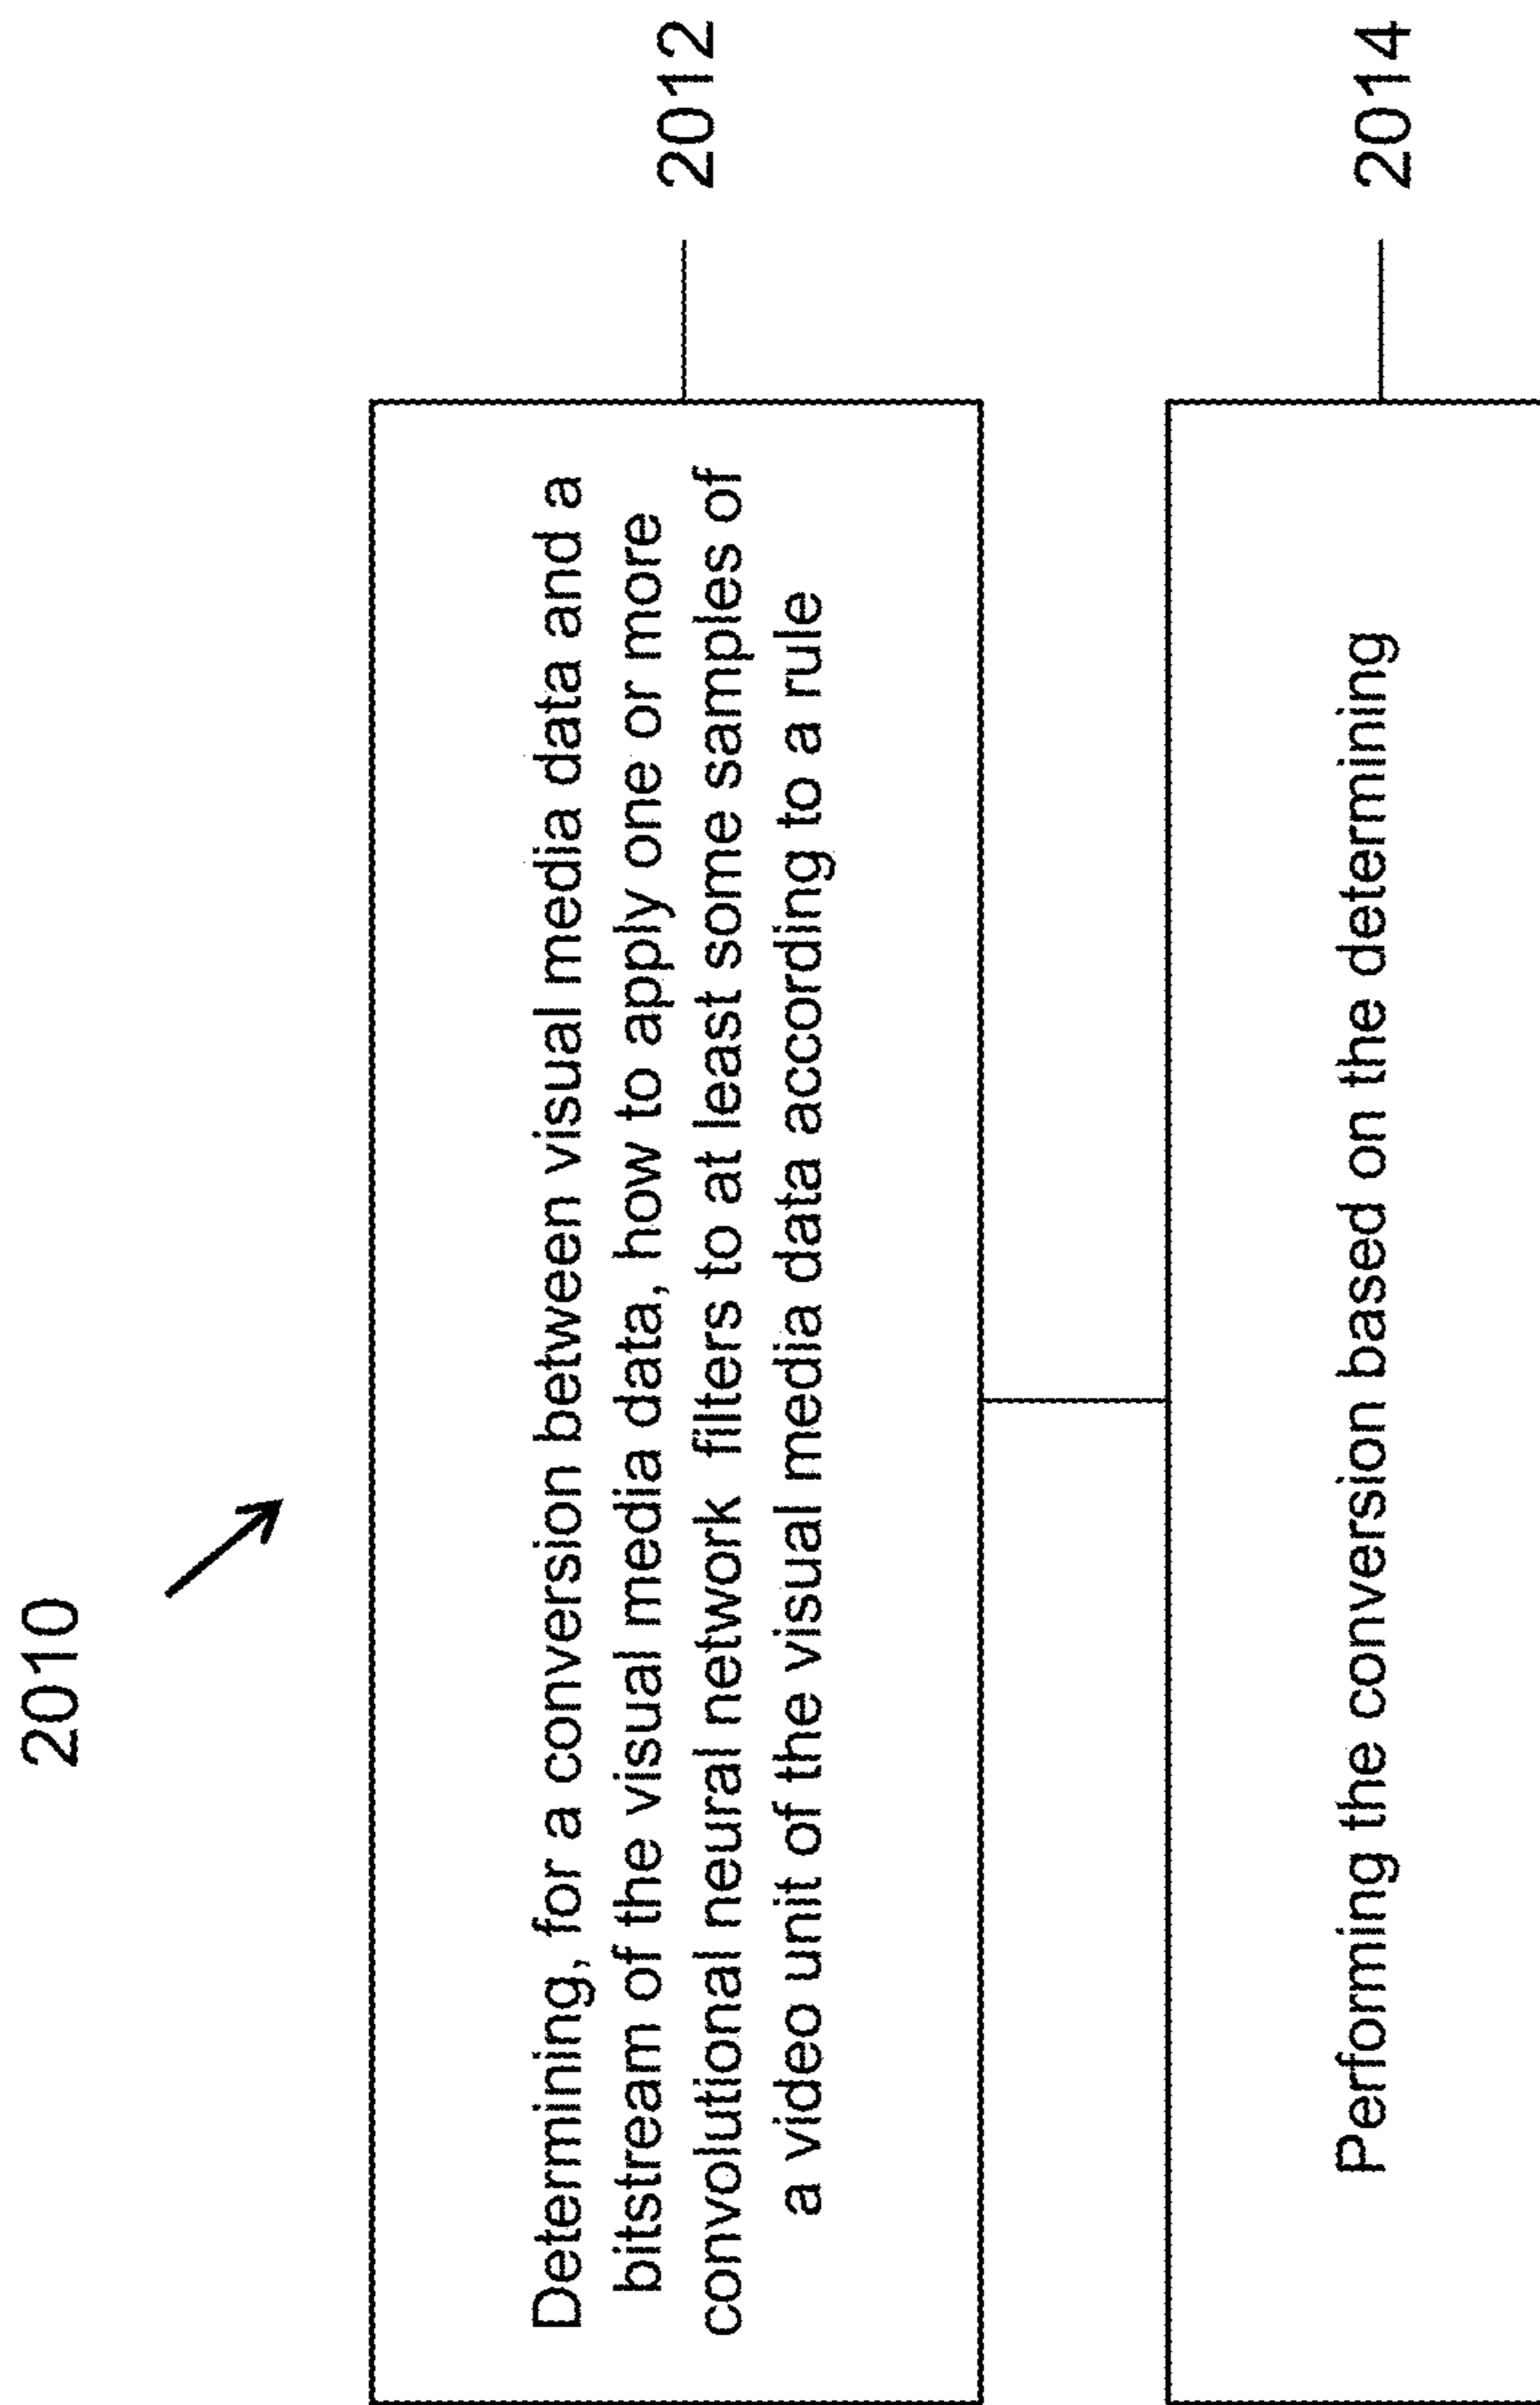 2010
Determining, for a conversion between visual media data and a
bitstream of the visual media data, how to apply one or more
convolutional neural network filters to at least some samples of
a video unit of the visual media data according to a rule
2012
Performing the conversion based on the determining
2014